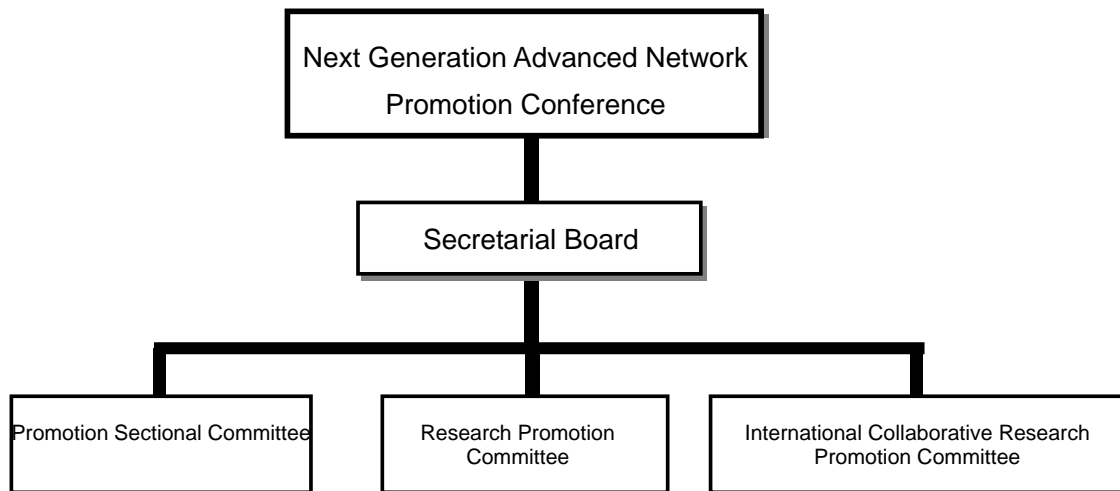 Next Generation Advanced Network
Promotion Conference
Secretarial Board
Promotion Sectional Committee
Research Promotion
Committee
International Collaborative Research
Promotion Committee